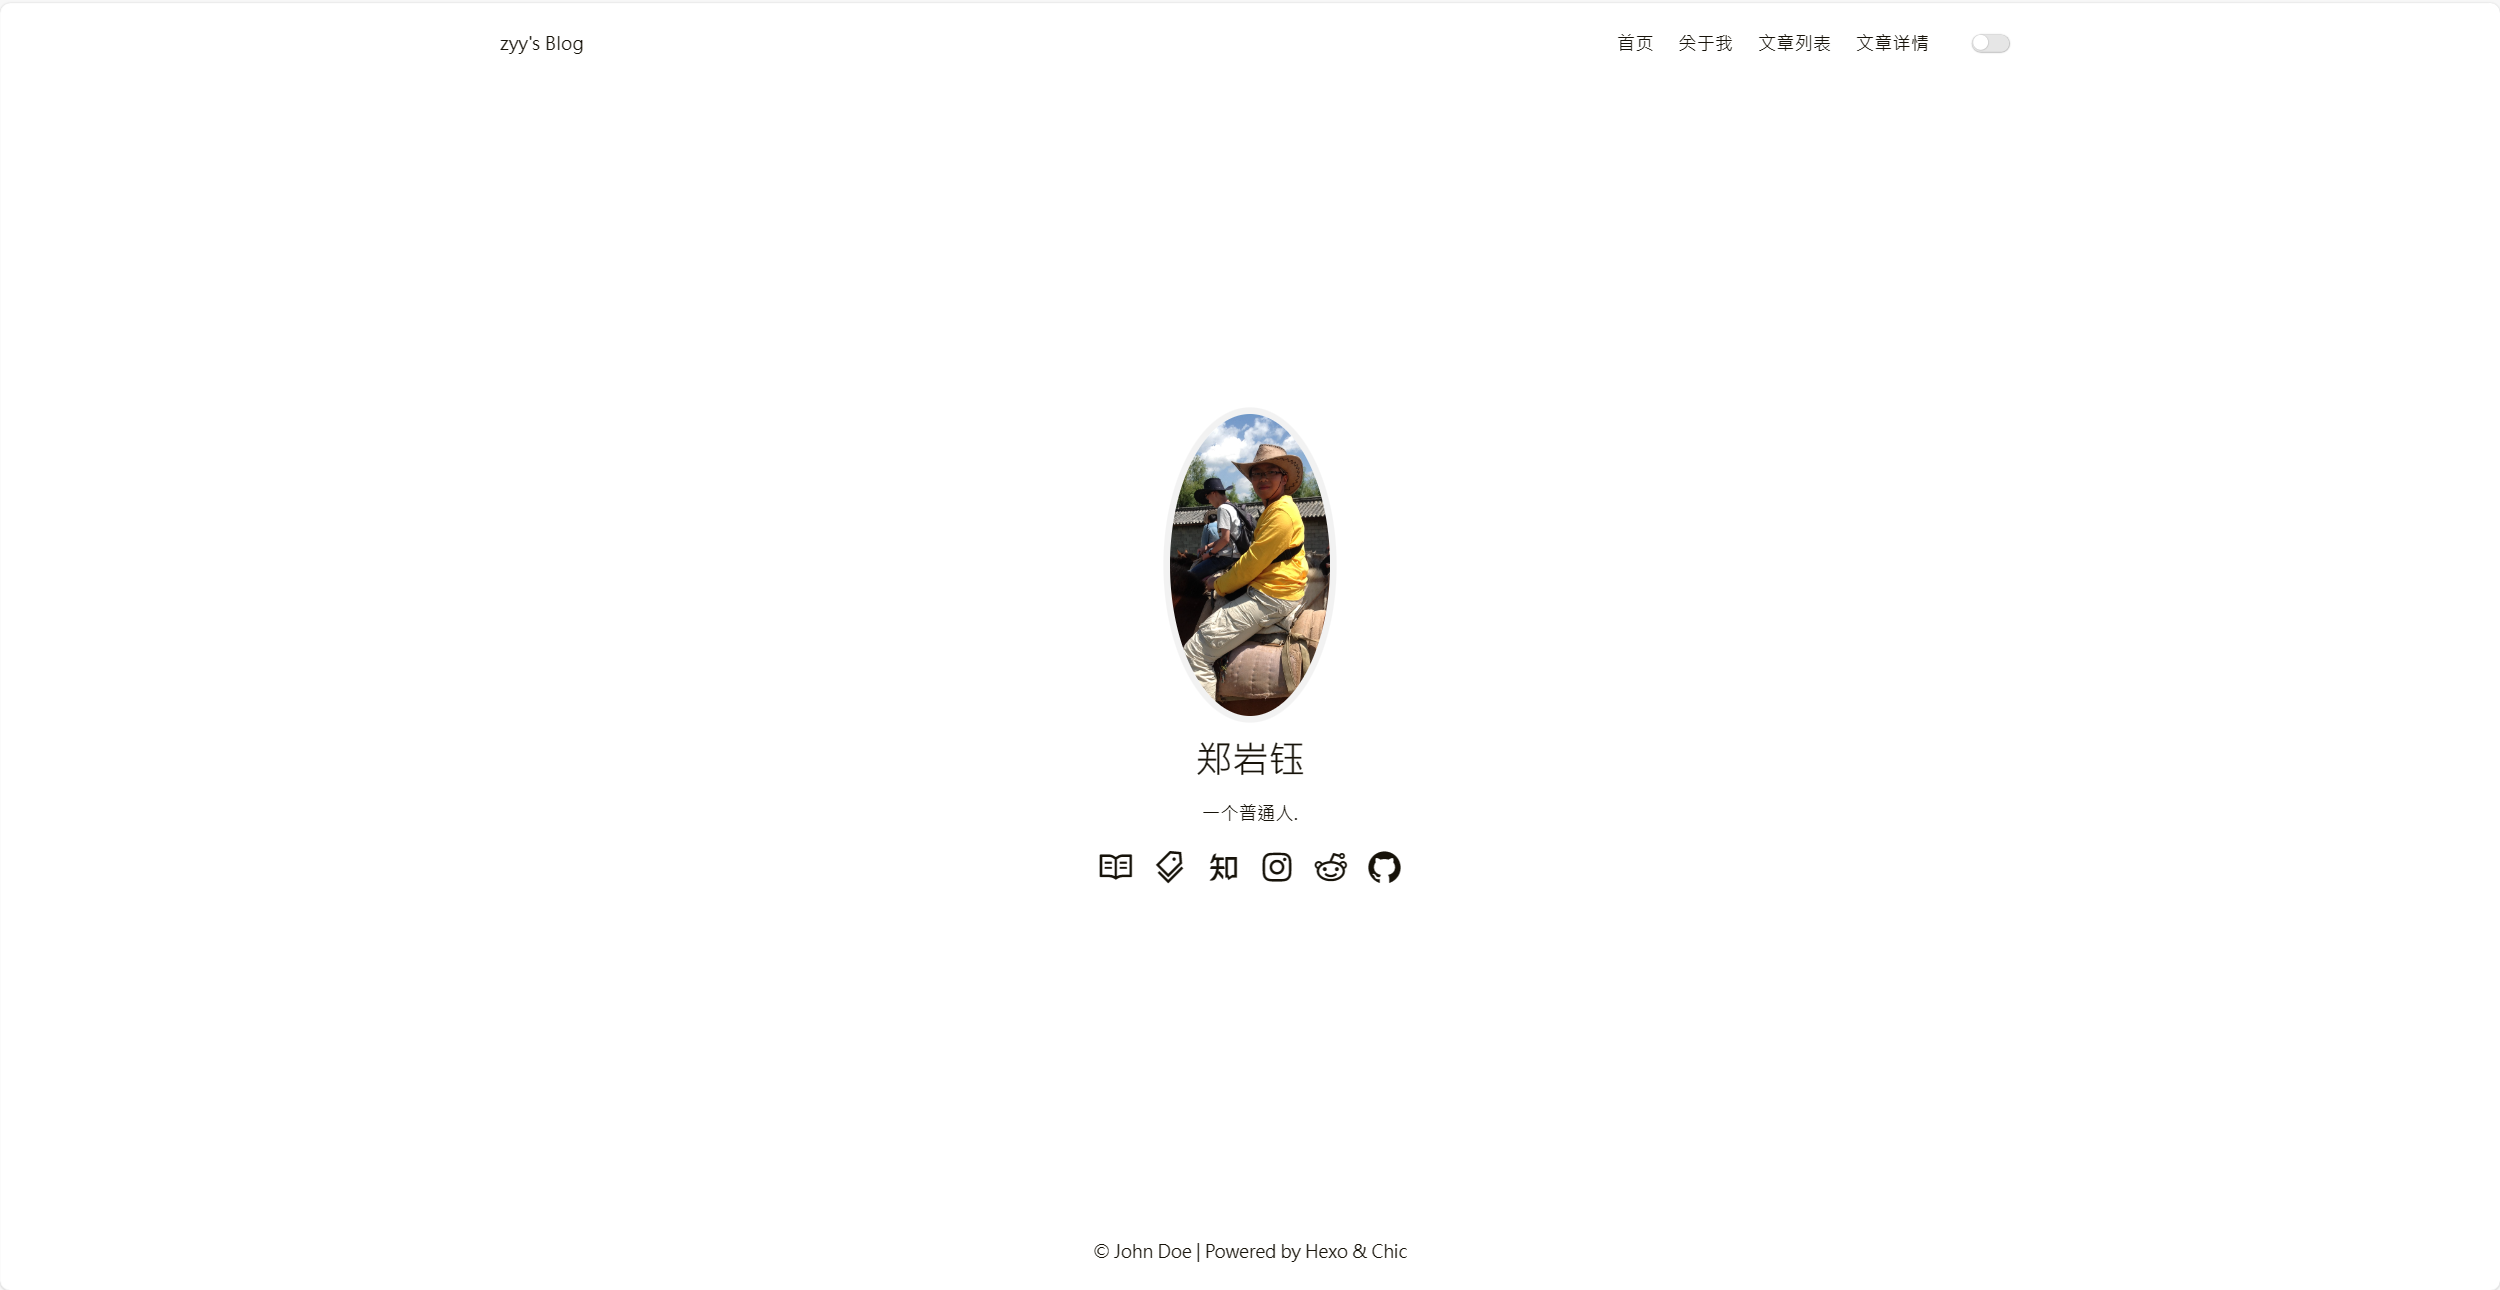 zyy's Blog
首页 关于我 文章列表 文章详情
郑岩钰
一个普通人.
知
© John Doe | Powered by Hexo & Chic